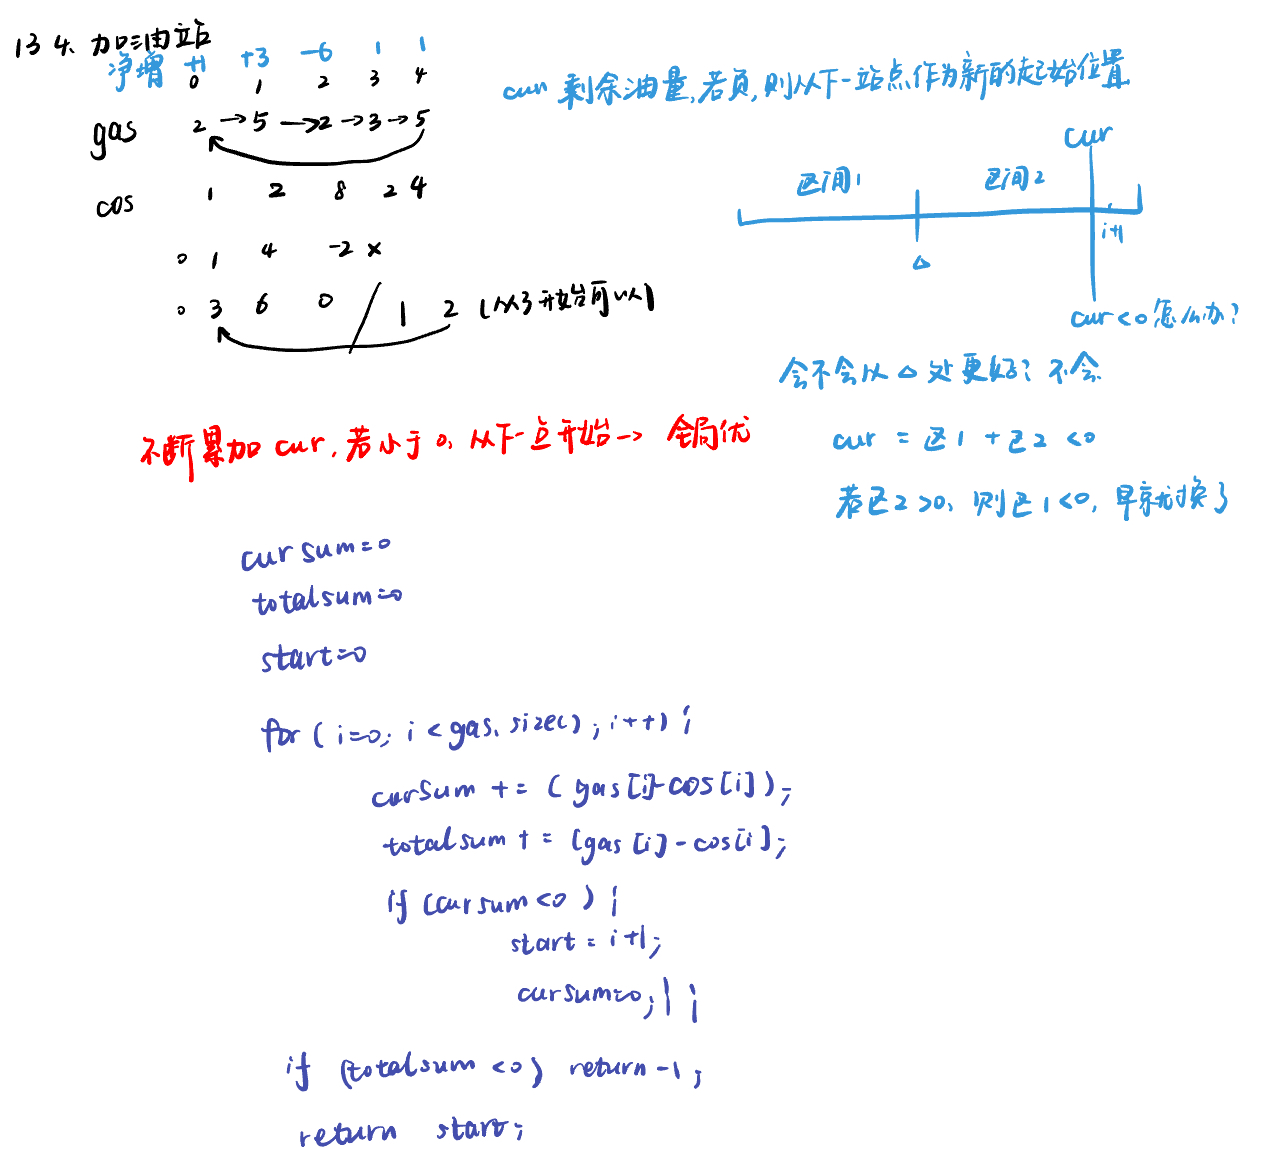 134. 加油站
净增 +1 +3 -6 1 1
0 1 2 3 4
gas 2 → 5 → 2 → 3 → 5
cos 1 2 8 2 4
0 1 4 -2 ×
0 3 6 0 / 1 2 (从3开始可以)
cur 剩余油量,若负,则从下一站点作为新的起始位置
cur
区间1 区间2
i+1
△
cur<0怎么办?
会不会从△处更好? 不会
cur = 区1 + 区2 <0
若区2>0, 则区1<0, 早就换了
不断累加 cur, 若小于0, 从下一点开始 → 全局优
cursum=0
totalsum=0
start=0
for (i=0; i<gas.size(); i++) {
curSum += (gas[i]-cos[i]);
totalsum += (gas[i]-cos[i];
if (cursum<0) {
start = i+1;
cursum=0; } }
if (totalsum <0) return -1;
return start;